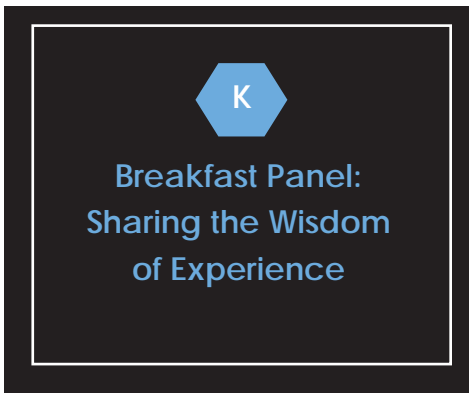 K
Breakfast Panel:
Sharing the Wisdom
of Experience